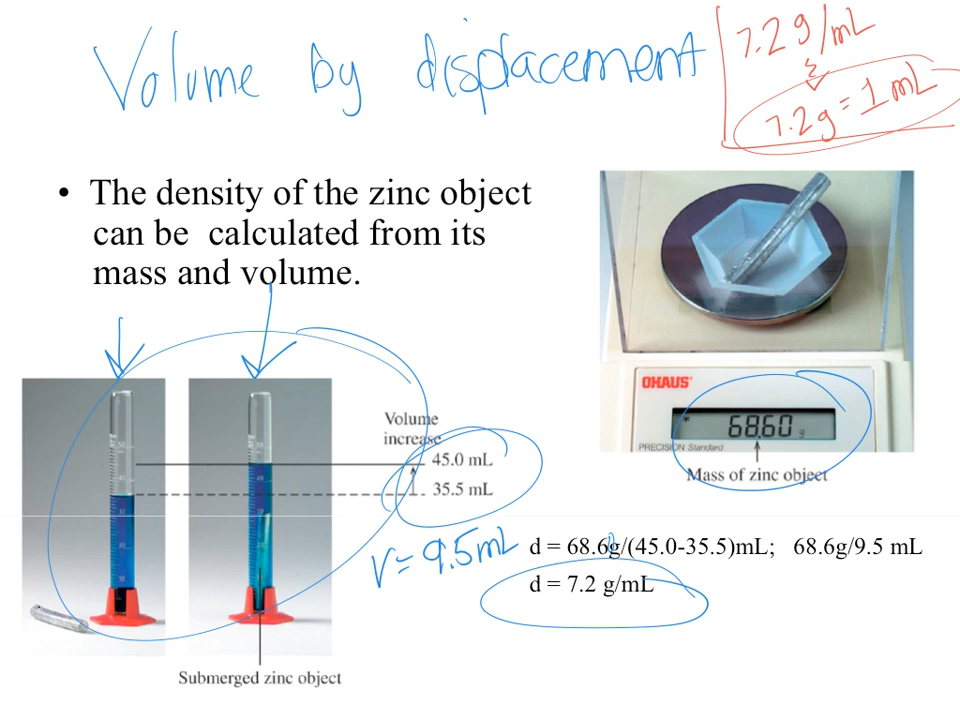 Volume by displacement
7.2 g/mL
7.2g = 1 mL
• The density of the zinc object
can be calculated from its
mass and volume.
OHAUS
68.60 g
PRECISION Standard
Mass of zinc object
Volume
increase
45.0 mL
35.5 mL
V = 9.5 mL
d = 68.6g/(45.0-35.5)mL; 68.6g/9.5 mL
d = 7.2 g/mL
Submerged zinc object